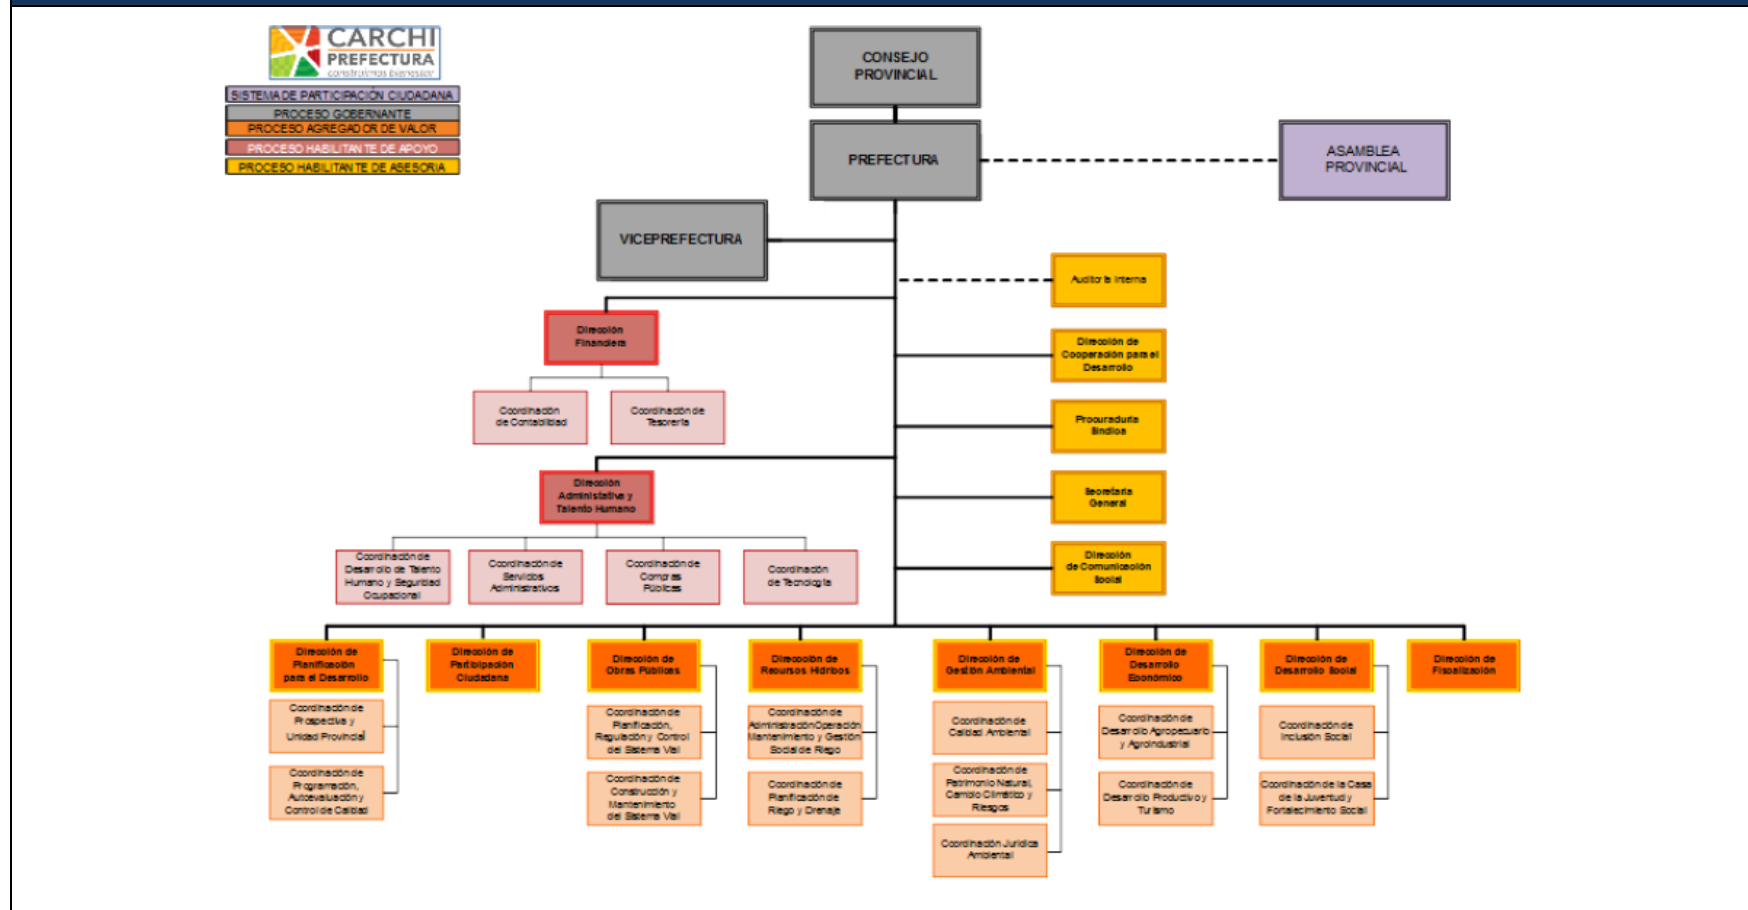 CARCHI
PREFECTURA
construimos bienestar
SISTEMA DE PARTICIPACIÓN CIUDADANA
PROCESO GOBERNANTE
PROCESO AGREGADOR DE VALOR
PROCESO HABILITANTE DE APOYO
PROCESO HABILITANTE DE ASESORIA
CONSEJO
PROVINCIAL
PREFECTURA
ASAMBLEA
PROVINCIAL
VICEPREFECTURA
Auditoría Interna
Dirección
Financiera
Dirección de
Cooperación para el
Desarrollo
Coordinación
de Contabilidad
Coordinación de
Tesorería
Procuraduría
Síndica
Dirección
Administativa y
Talento Humano
Secretaría
General
Coordinación de
Desarrollo de Talento
Humano y Seguridad
Ocupacional
Coordinación de
Servicios
Administrativos
Coordinación de
Compras
Públicas
Coordinación
de Tecnología
Dirección
de Comunicación
Social
Dirección de
Planificación
para el Desarrollo
Dirección de
Participación
Ciudadana
Dirección de
Obras Públicas
Dirección de
Recursos Hídricos
Dirección de
Gestión Ambiental
Dirección de
Desarrollo
Económico
Dirección de
Desarrollo Social
Dirección de
Fiscalización
Coordinación de
Prospectiva y
Unidad Provincial
Coordinación de
Planificación,
Regulación y Control
del Sistema Vial
Coordinación de
Administración Operación
Mantenimiento y Gestión
Social de Riego
Coordinación de
Calidad Ambiental
Coordinación de
Desarrollo Agropecuario
y Agroindustrial
Coordinación de
Inclusión Social
Coordinación de
Programación,
Autoevaluación y
Control de Calidad
Coordinación de
Construcción y
Mantenimiento
del Sistema Vial
Coordinación de
Planificación de
Riego y Drenaje
Coordinación de
Patrimonio Natural,
Cambio Climático y
Riesgos
Coordinación de
Desarrollo Productivo y
Turismo
Coordinación de la Casa
de la Juventud y
Fortalecimiento Social
Coordinación Jurídica
Ambiental